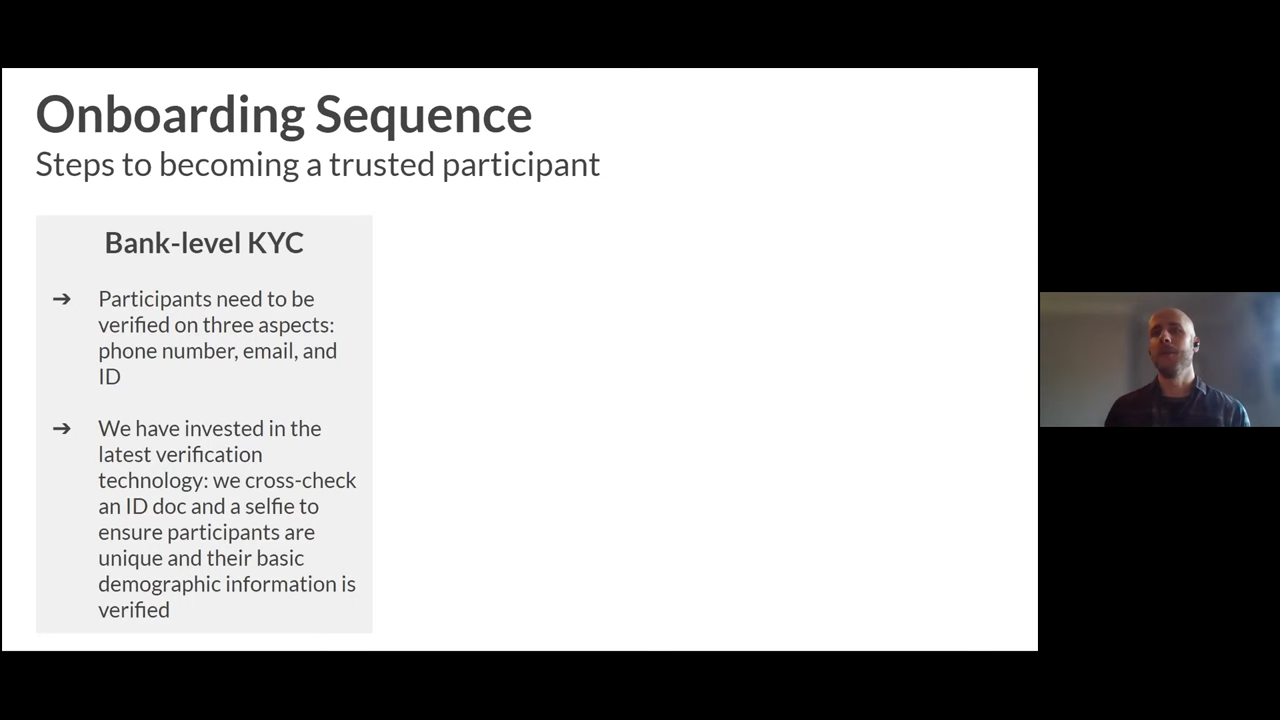 Onboarding Sequence
Steps to becoming a trusted participant
Bank-level KYC
➔ Participants need to be
verified on three aspects:
phone number, email, and
ID
➔ We have invested in the
latest verification
technology: we cross-check
an ID doc and a selfie to
ensure participants are
unique and their basic
demographic information is
verified